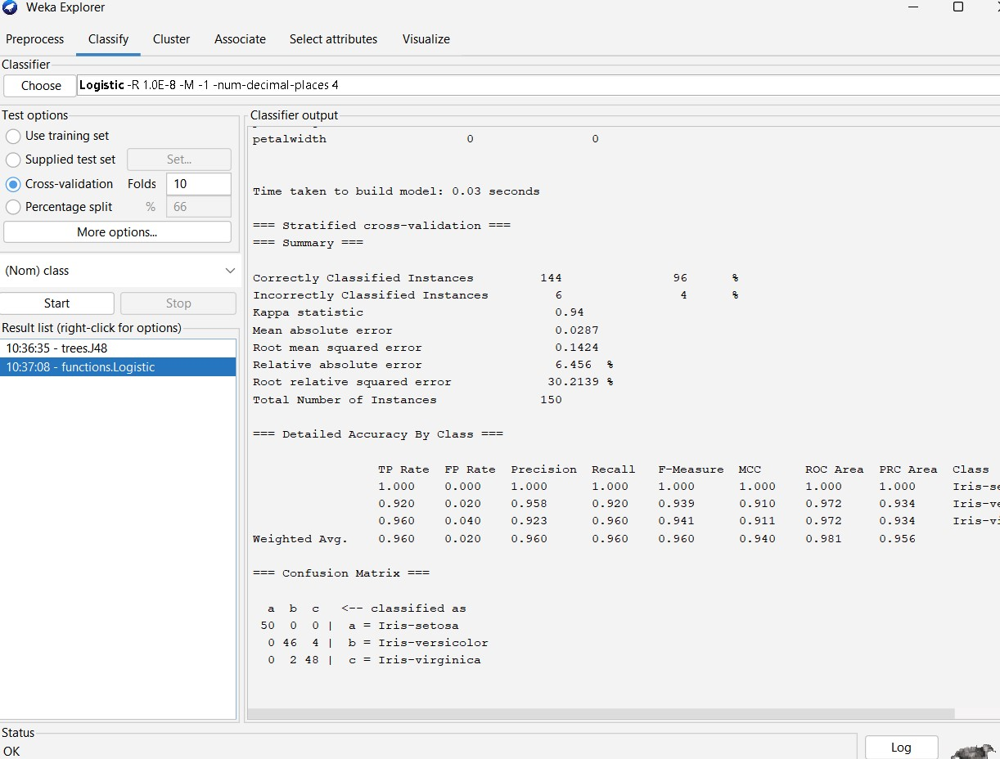 Weka Explorer
Preprocess Classify Cluster Associate Select attributes Visualize
Classifier
Choose Logistic -R 1.0E-8 -M -1 -num-decimal-places 4
Test options
Use training set
Supplied test set Set...
Cross-validation Folds 10
Percentage split % 66
More options...
(Nom) class
Start Stop
Result list (right-click for options)
10:36:35 - trees.J48
10:37:08 - functions.Logistic
Classifier output
petalwidth 0 0
Time taken to build model: 0.03 seconds
=== Stratified cross-validation ===
=== Summary ===
Correctly Classified Instances 144 96 %
Incorrectly Classified Instances 6 4 %
Kappa statistic 0.94
Mean absolute error 0.0287
Root mean squared error 0.1424
Relative absolute error 6.456 %
Root relative squared error 30.2139 %
Total Number of Instances 150
=== Detailed Accuracy By Class ===
TP Rate FP Rate Precision Recall F-Measure MCC ROC Area PRC Area Class
1.000 0.000 1.000 1.000 1.000 1.000 1.000 1.000 Iris-se
0.920 0.020 0.958 0.920 0.939 0.910 0.972 0.934 Iris-ve
0.960 0.040 0.923 0.960 0.941 0.911 0.972 0.934 Iris-vi
Weighted Avg. 0.960 0.020 0.960 0.960 0.960 0.940 0.981 0.956
=== Confusion Matrix ===
a b c <-- classified as
50 0 0 | a = Iris-setosa
0 46 4 | b = Iris-versicolor
0 2 48 | c = Iris-virginica
Status
OK
Log